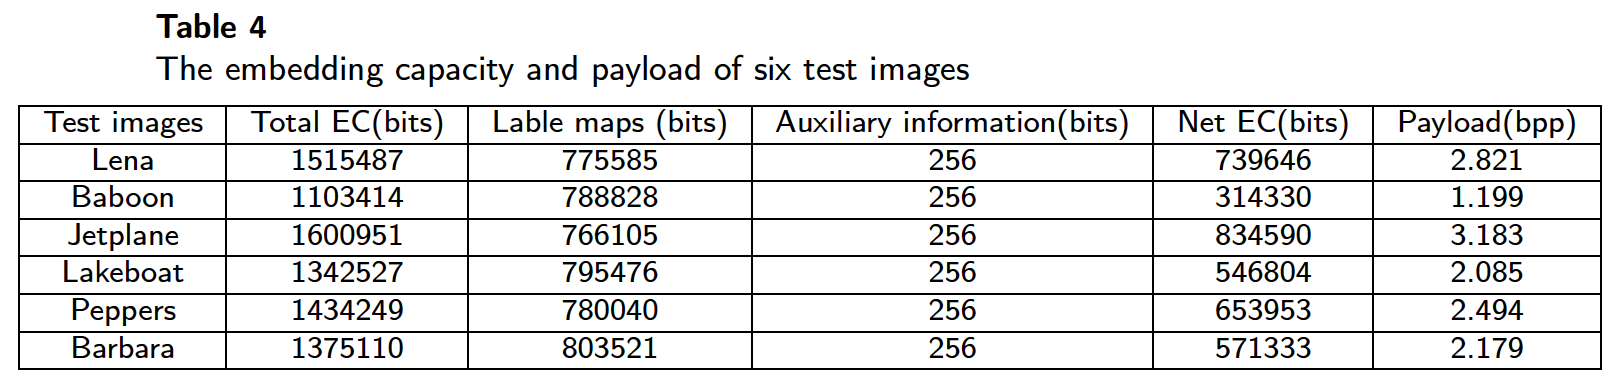 Table 4
The embedding capacity and payload of six test images
Test images Total EC(bits) Lable maps (bits) Auxiliary information(bits) Net EC(bits) Payload(bpp)
Lena 1515487 775585 256 739646 2.821
Baboon 1103414 788828 256 314330 1.199
Jetplane 1600951 766105 256 834590 3.183
Lakeboat 1342527 795476 256 546804 2.085
Peppers 1434249 780040 256 653953 2.494
Barbara 1375110 803521 256 571333 2.179